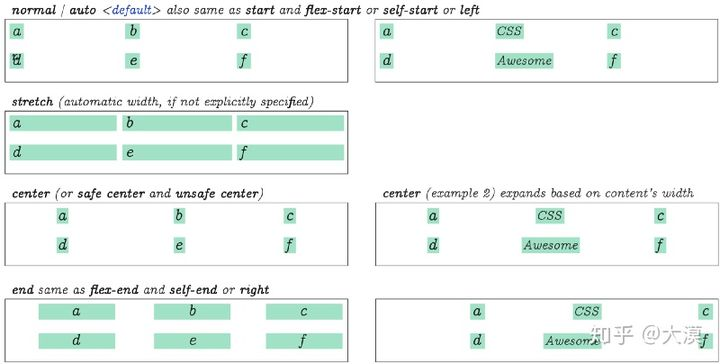 normal | auto <default> also same as start and flex-start or self-start or left
a b c
d e f
a CSS c
d Awesome f
stretch (automatic width, if not explicitly specified)
a b c
d e f
center (or safe center and unsafe center)
a b c
d e f
center (example 2) expands based on content's width
a CSS c
d Awesome f
end same as flex-end and self-end or right
a b c
d e f
a CSS c
d Awesome f
知乎 @大漠